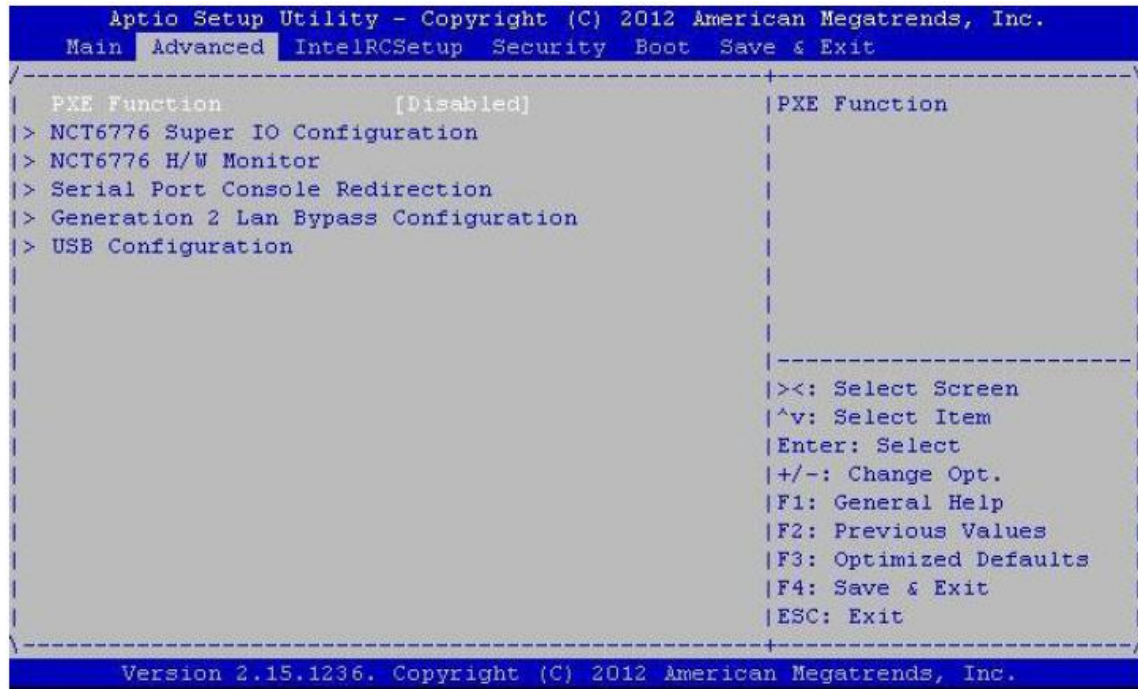 Aptio Setup Utility - Copyright (C) 2012 American Megatrends, Inc.
Main Advanced IntelRCSetup Security Boot Save & Exit
PXE Function [Disabled]
> NCT6776 Super IO Configuration
> NCT6776 H/W Monitor
> Serial Port Console Redirection
> Generation 2 Lan Bypass Configuration
> USB Configuration
PXE Function
><: Select Screen
^v: Select Item
Enter: Select
+/-: Change Opt.
F1: General Help
F2: Previous Values
F3: Optimized Defaults
F4: Save & Exit
ESC: Exit
Version 2.15.1236. Copyright (C) 2012 American Megatrends, Inc.